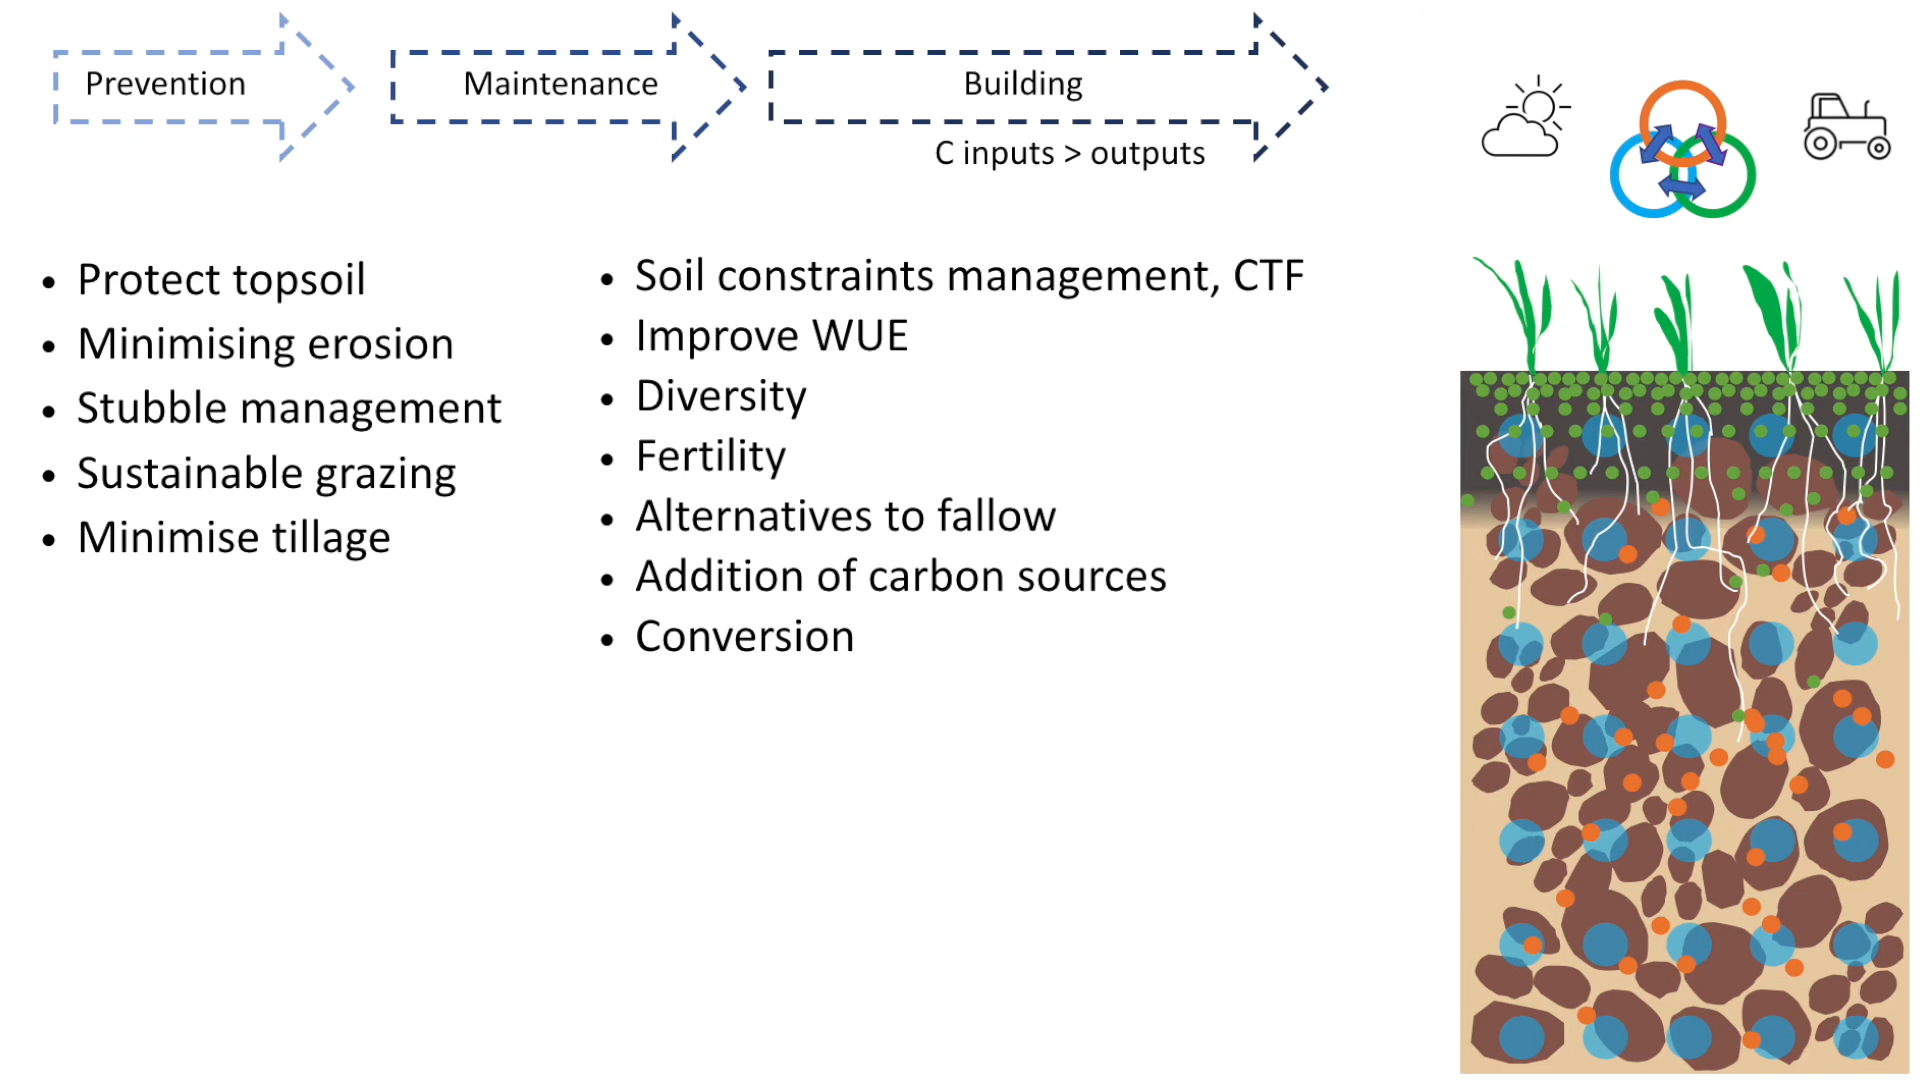 Prevention
Maintenance
Building
C inputs > outputs
• Protect topsoil
• Minimising erosion
• Stubble management
• Sustainable grazing
• Minimise tillage
• Soil constraints management, CTF
• Improve WUE
• Diversity
• Fertility
• Alternatives to fallow
• Addition of carbon sources
• Conversion